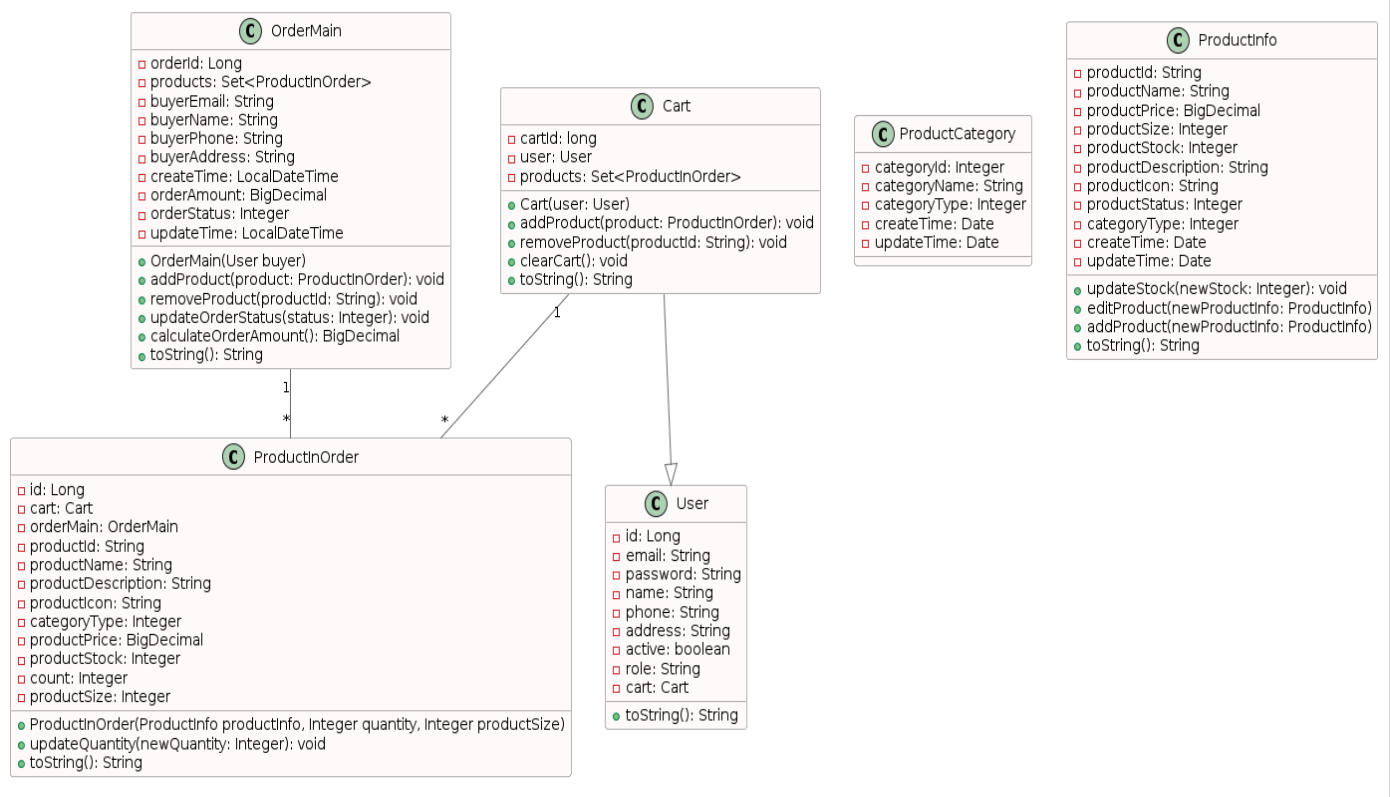 C OrderMain
orderId: Long
products: Set<ProductInOrder>
buyerEmail: String
buyerName: String
buyerPhone: String
buyerAddress: String
createTime: LocalDateTime
orderAmount: BigDecimal
orderStatus: Integer
updateTime: LocalDateTime
OrderMain(User buyer)
addProduct(product: ProductInOrder): void
removeProduct(productId: String): void
updateOrderStatus(status: Integer): void
calculateOrderAmount(): BigDecimal
toString(): String
C Cart
cartId: long
user: User
products: Set<ProductInOrder>
Cart(user: User)
addProduct(product: ProductInOrder): void
removeProduct(productId: String): void
clearCart(): void
toString(): String
C ProductCategory
categoryId: Integer
categoryName: String
categoryType: Integer
createTime: Date
updateTime: Date
C ProductInfo
productId: String
productName: String
productPrice: BigDecimal
productSize: Integer
productStock: Integer
productDescription: String
productIcon: String
productStatus: Integer
categoryType: Integer
createTime: Date
updateTime: Date
updateStock(newStock: Integer): void
editProduct(newProductInfo: ProductInfo)
addProduct(newProductInfo: ProductInfo)
toString(): String
1
*
1
*
C ProductInOrder
id: Long
cart: Cart
orderMain: OrderMain
productId: String
productName: String
productDescription: String
productIcon: String
categoryType: Integer
productPrice: BigDecimal
productStock: Integer
count: Integer
productSize: Integer
ProductInOrder(ProductInfo productInfo, Integer quantity, Integer productSize)
updateQuantity(newQuantity: Integer): void
toString(): String
C User
id: Long
email: String
password: String
name: String
phone: String
address: String
active: boolean
role: String
cart: Cart
toString(): String